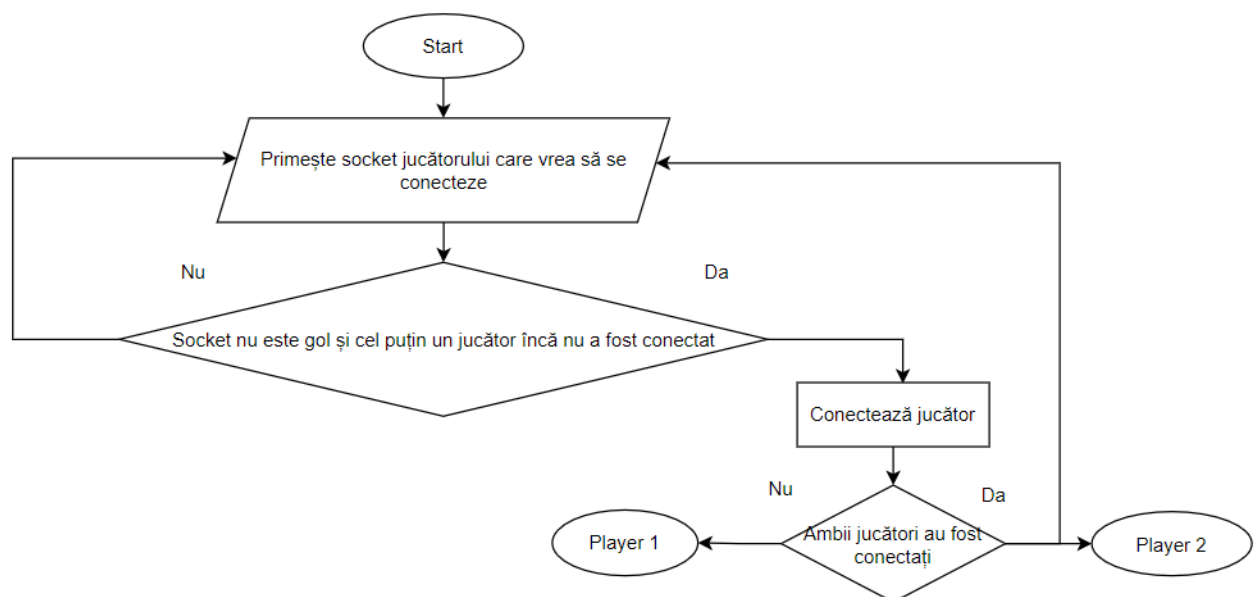 Start
Primește socket jucătorului care vrea să se
conecteze
Nu
Da
Socket nu este gol și cel puțin un jucător încă nu a fost conectat
Conectează jucător
Nu
Da
Player 1
Ambii jucători au fost
conectați
Player 2